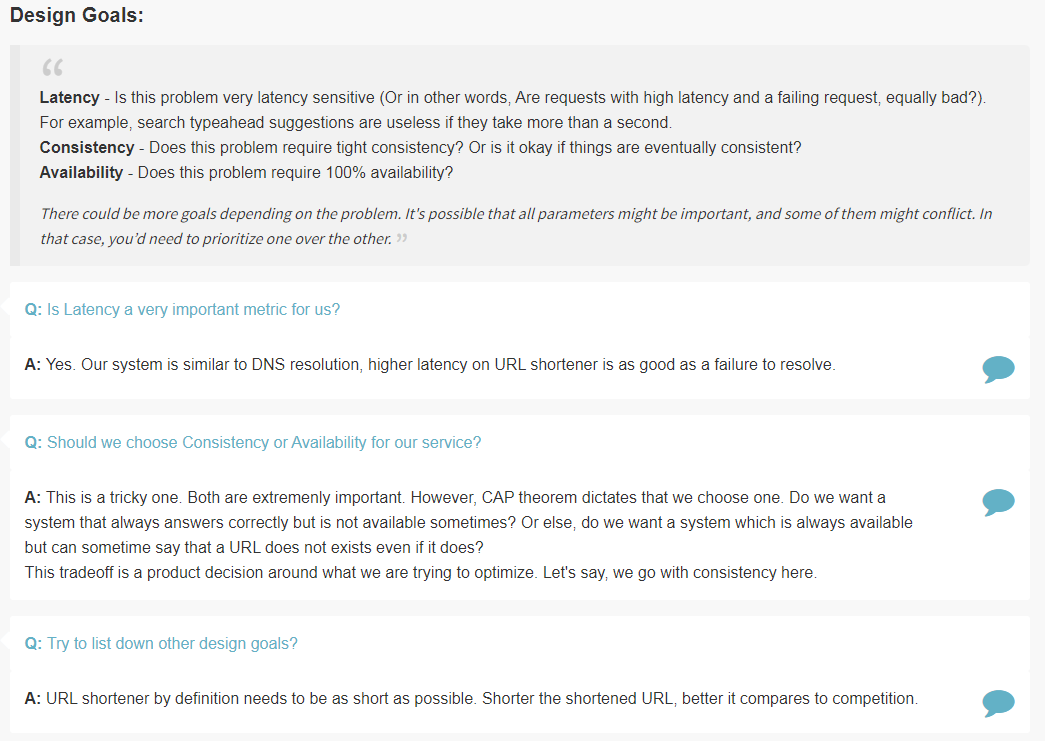 Design Goals:
“
Latency - Is this problem very latency sensitive (Or in other words, Are requests with high latency and a failing request, equally bad?).
For example, search typeahead suggestions are useless if they take more than a second.
Consistency - Does this problem require tight consistency? Or is it okay if things are eventually consistent?
Availability - Does this problem require 100% availability?
There could be more goals depending on the problem. It's possible that all parameters might be important, and some of them might conflict. In
that case, you’d need to prioritize one over the other. ”
Q: Is Latency a very important metric for us?
A: Yes. Our system is similar to DNS resolution, higher latency on URL shortener is as good as a failure to resolve.
Q: Should we choose Consistency or Availability for our service?
A: This is a tricky one. Both are extremenly important. However, CAP theorem dictates that we choose one. Do we want a
system that always answers correctly but is not available sometimes? Or else, do we want a system which is always available
but can sometime say that a URL does not exists even if it does?
This tradeoff is a product decision around what we are trying to optimize. Let's say, we go with consistency here.
Q: Try to list down other design goals?
A: URL shortener by definition needs to be as short as possible. Shorter the shortened URL, better it compares to competition.